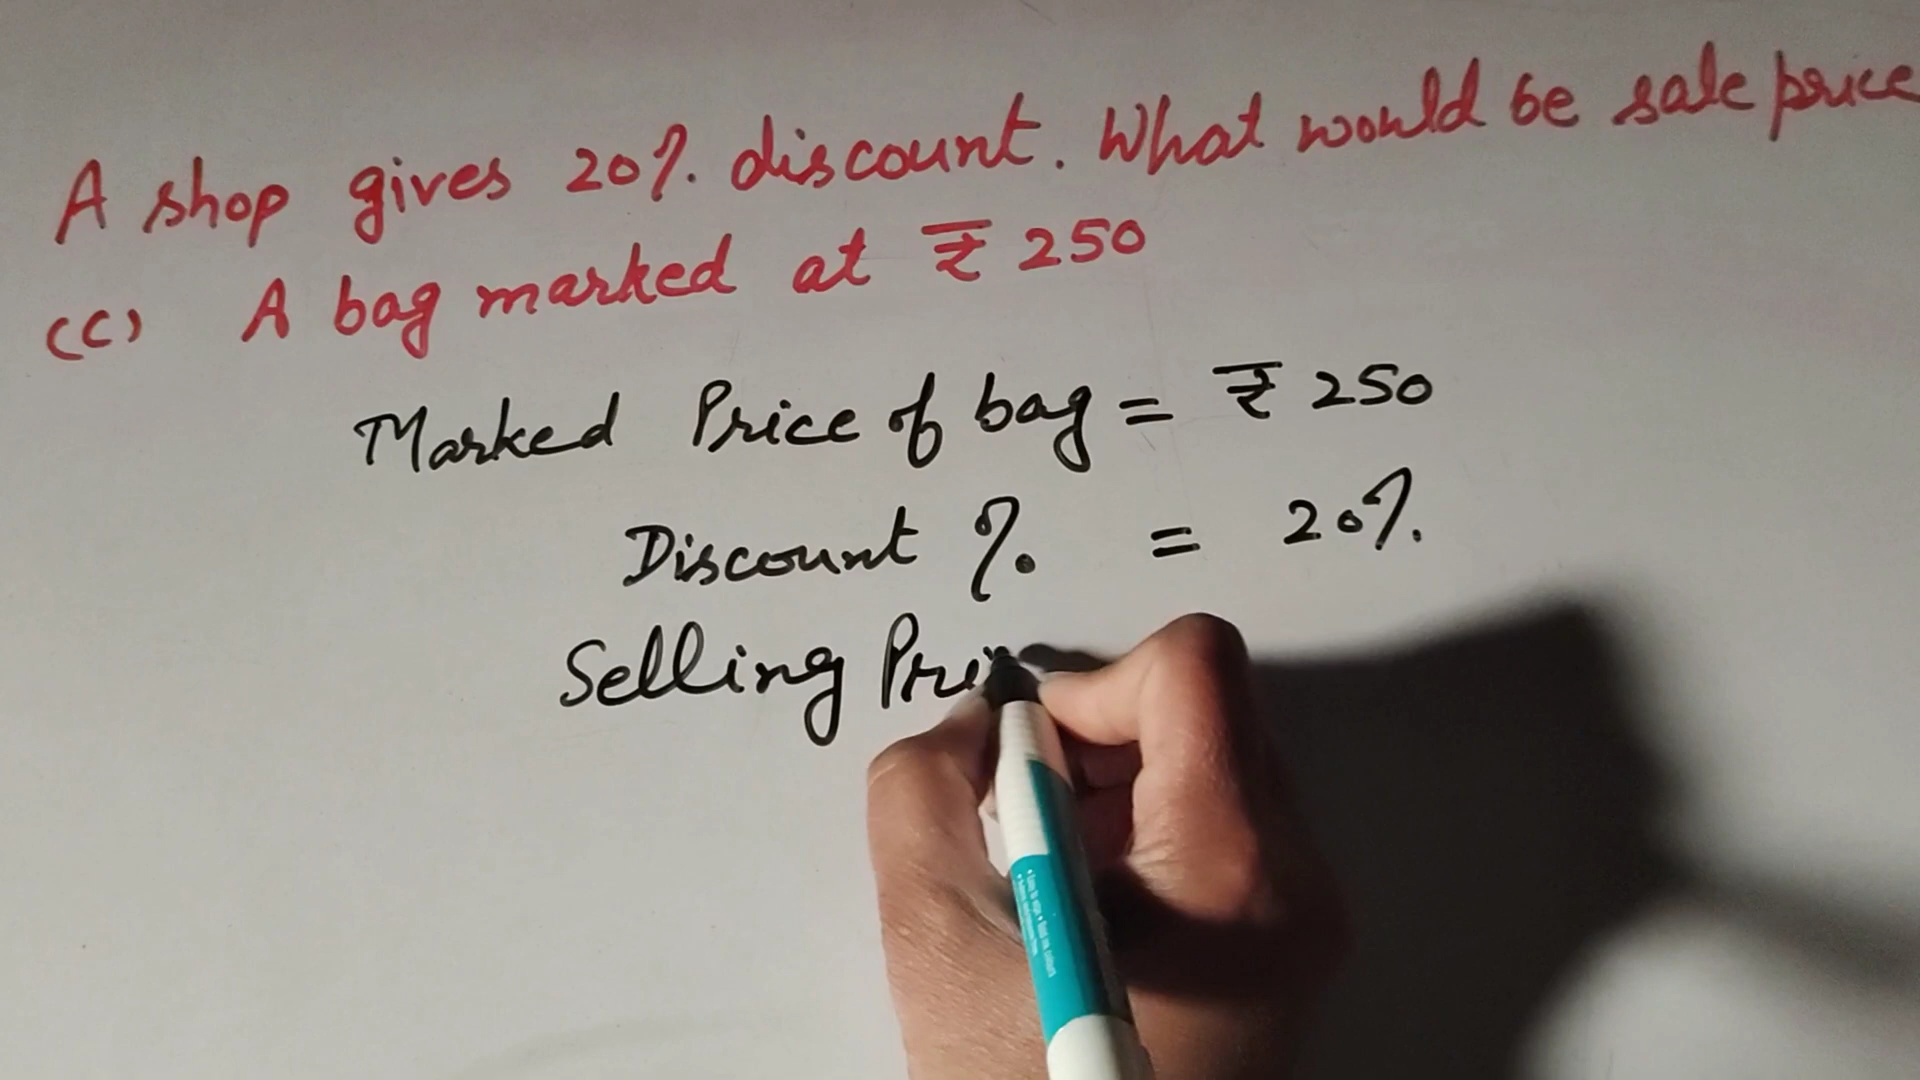 A shop gives 20%. discount. What would be sale price
(C) A bag marked at ₹ 250
Marked Price of bag = ₹ 250
Discount % = 20%.
Selling Pri